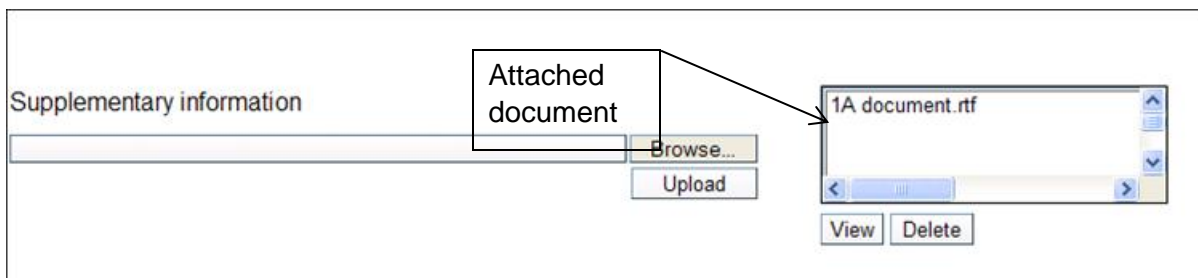 Attached
document
Supplementary information
1A document.rtf
Browse...
Upload
View Delete